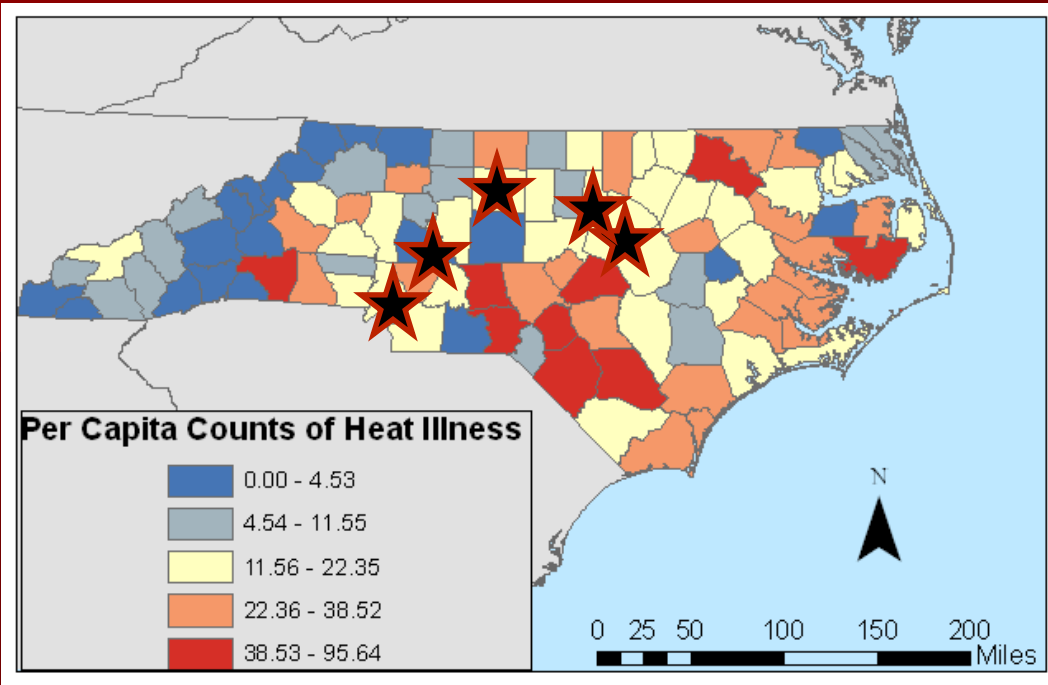 Per Capita Counts of Heat Illness
0.00 - 4.53
4.54 - 11.55
11.56 - 22.35
22.36 - 38.52
38.53 - 95.64
N
0 25 50 100 150 200
Miles